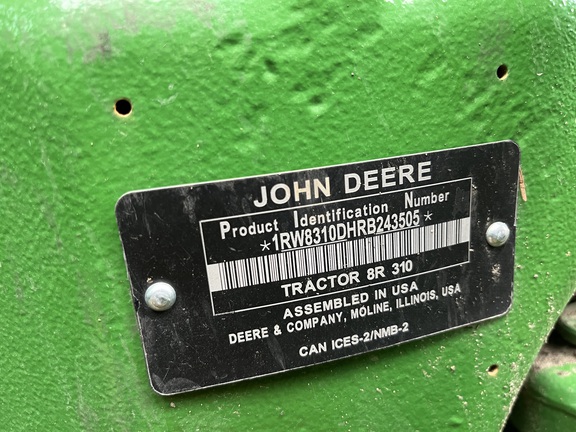 JOHN DEERE
Product Identification Number
*1RW8310DHRB243505*
TRACTOR 8R 310
ASSEMBLED IN USA
DEERE & COMPANY, MOLINE, ILLINOIS, USA
CAN ICES-2/NMB-2